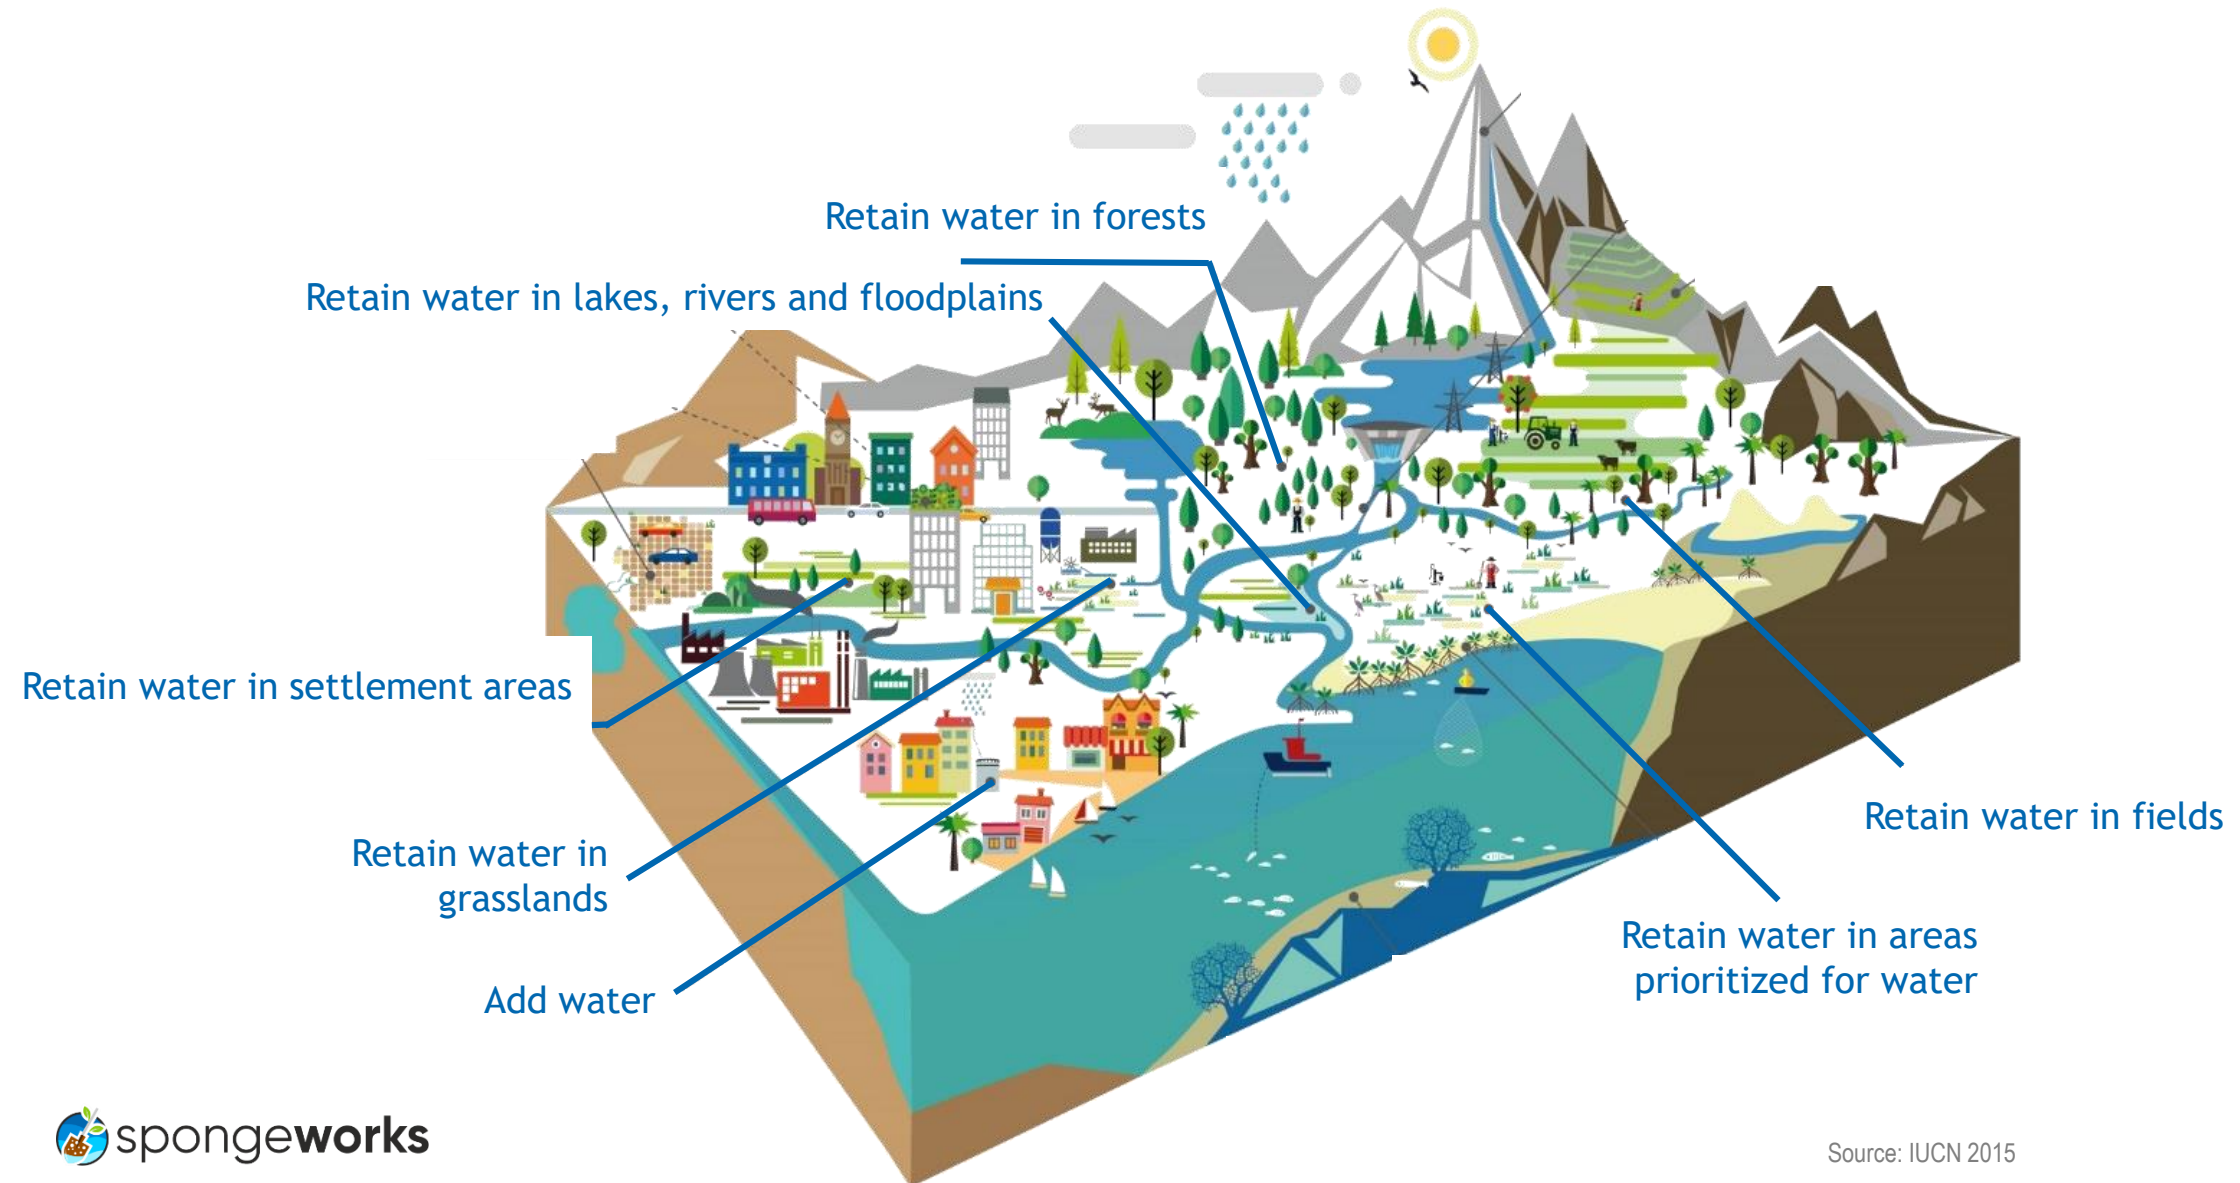 Retain water in forests
Retain water in lakes, rivers and floodplains
Retain water in settlement areas
Retain water in
grasslands
Add water
Retain water in fields
Retain water in areas
prioritized for water
spongeworks
Source: IUCN 2015